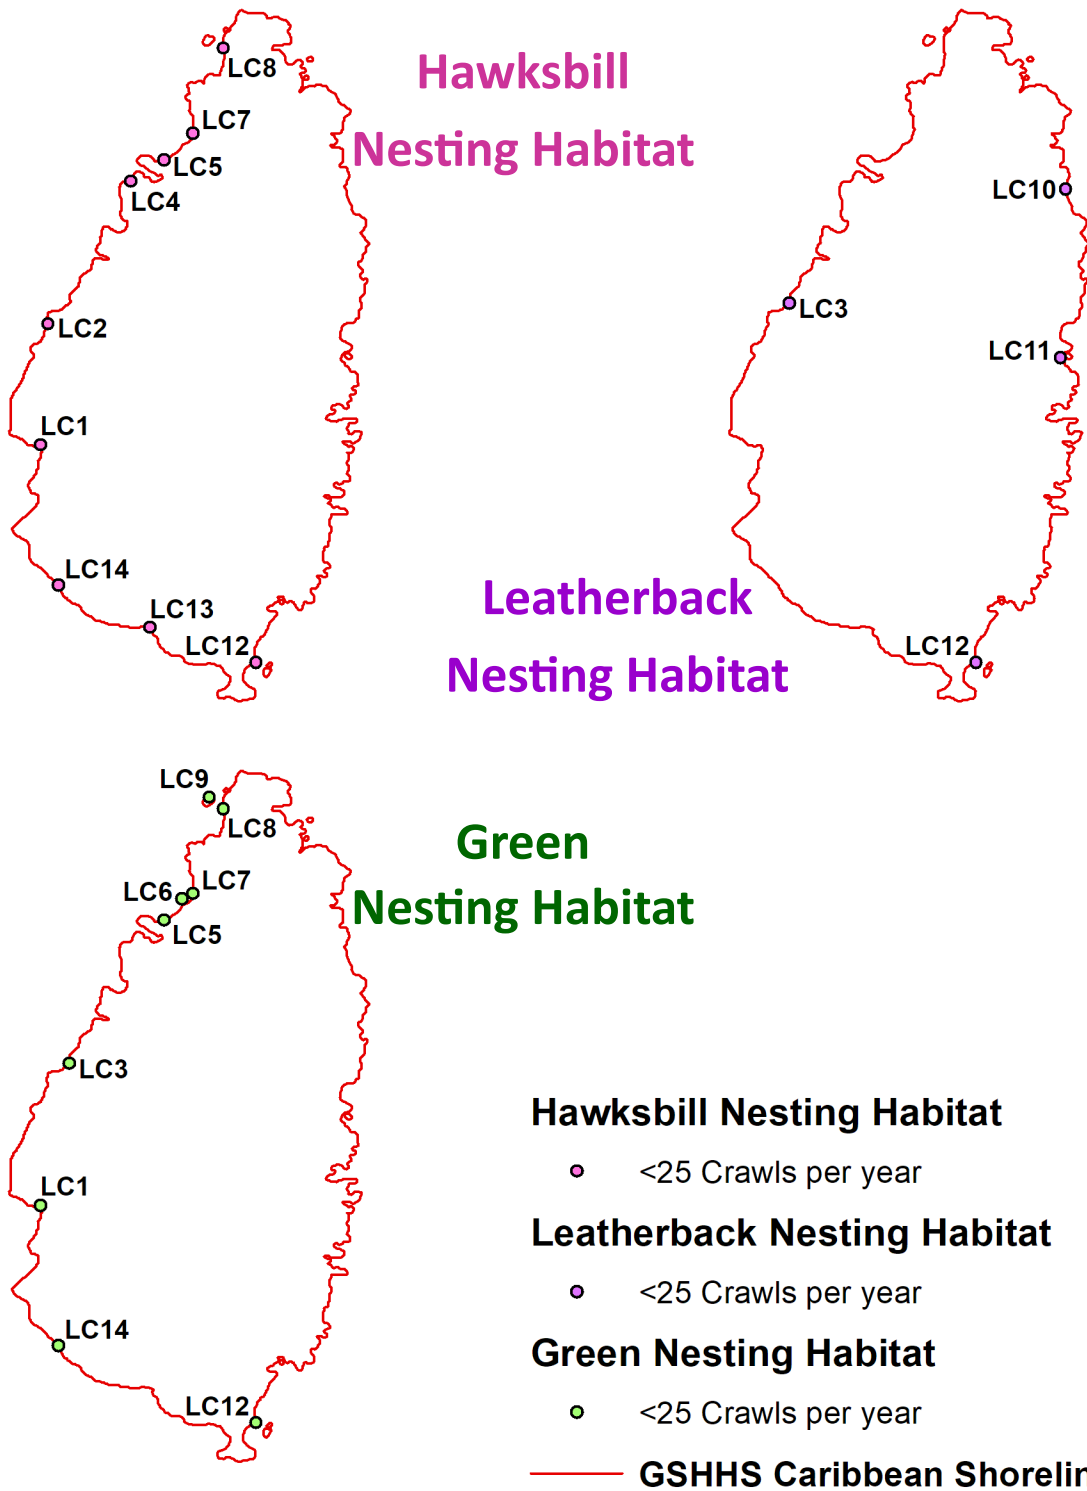 LC8
Hawksbill
Nesting Habitat
LC7
LC5
LC4
LC2
LC1
LC14
LC13
LC12
LC10
LC3
LC11
LC12
Leatherback
Nesting Habitat
LC9
LC8
Green
Nesting Habitat
LC7
LC6
LC5
LC3
LC1
LC14
LC12
Hawksbill Nesting Habitat
<25 Crawls per year
Leatherback Nesting Habitat
<25 Crawls per year
Green Nesting Habitat
<25 Crawls per year
GSHHS Caribbean Shorelin